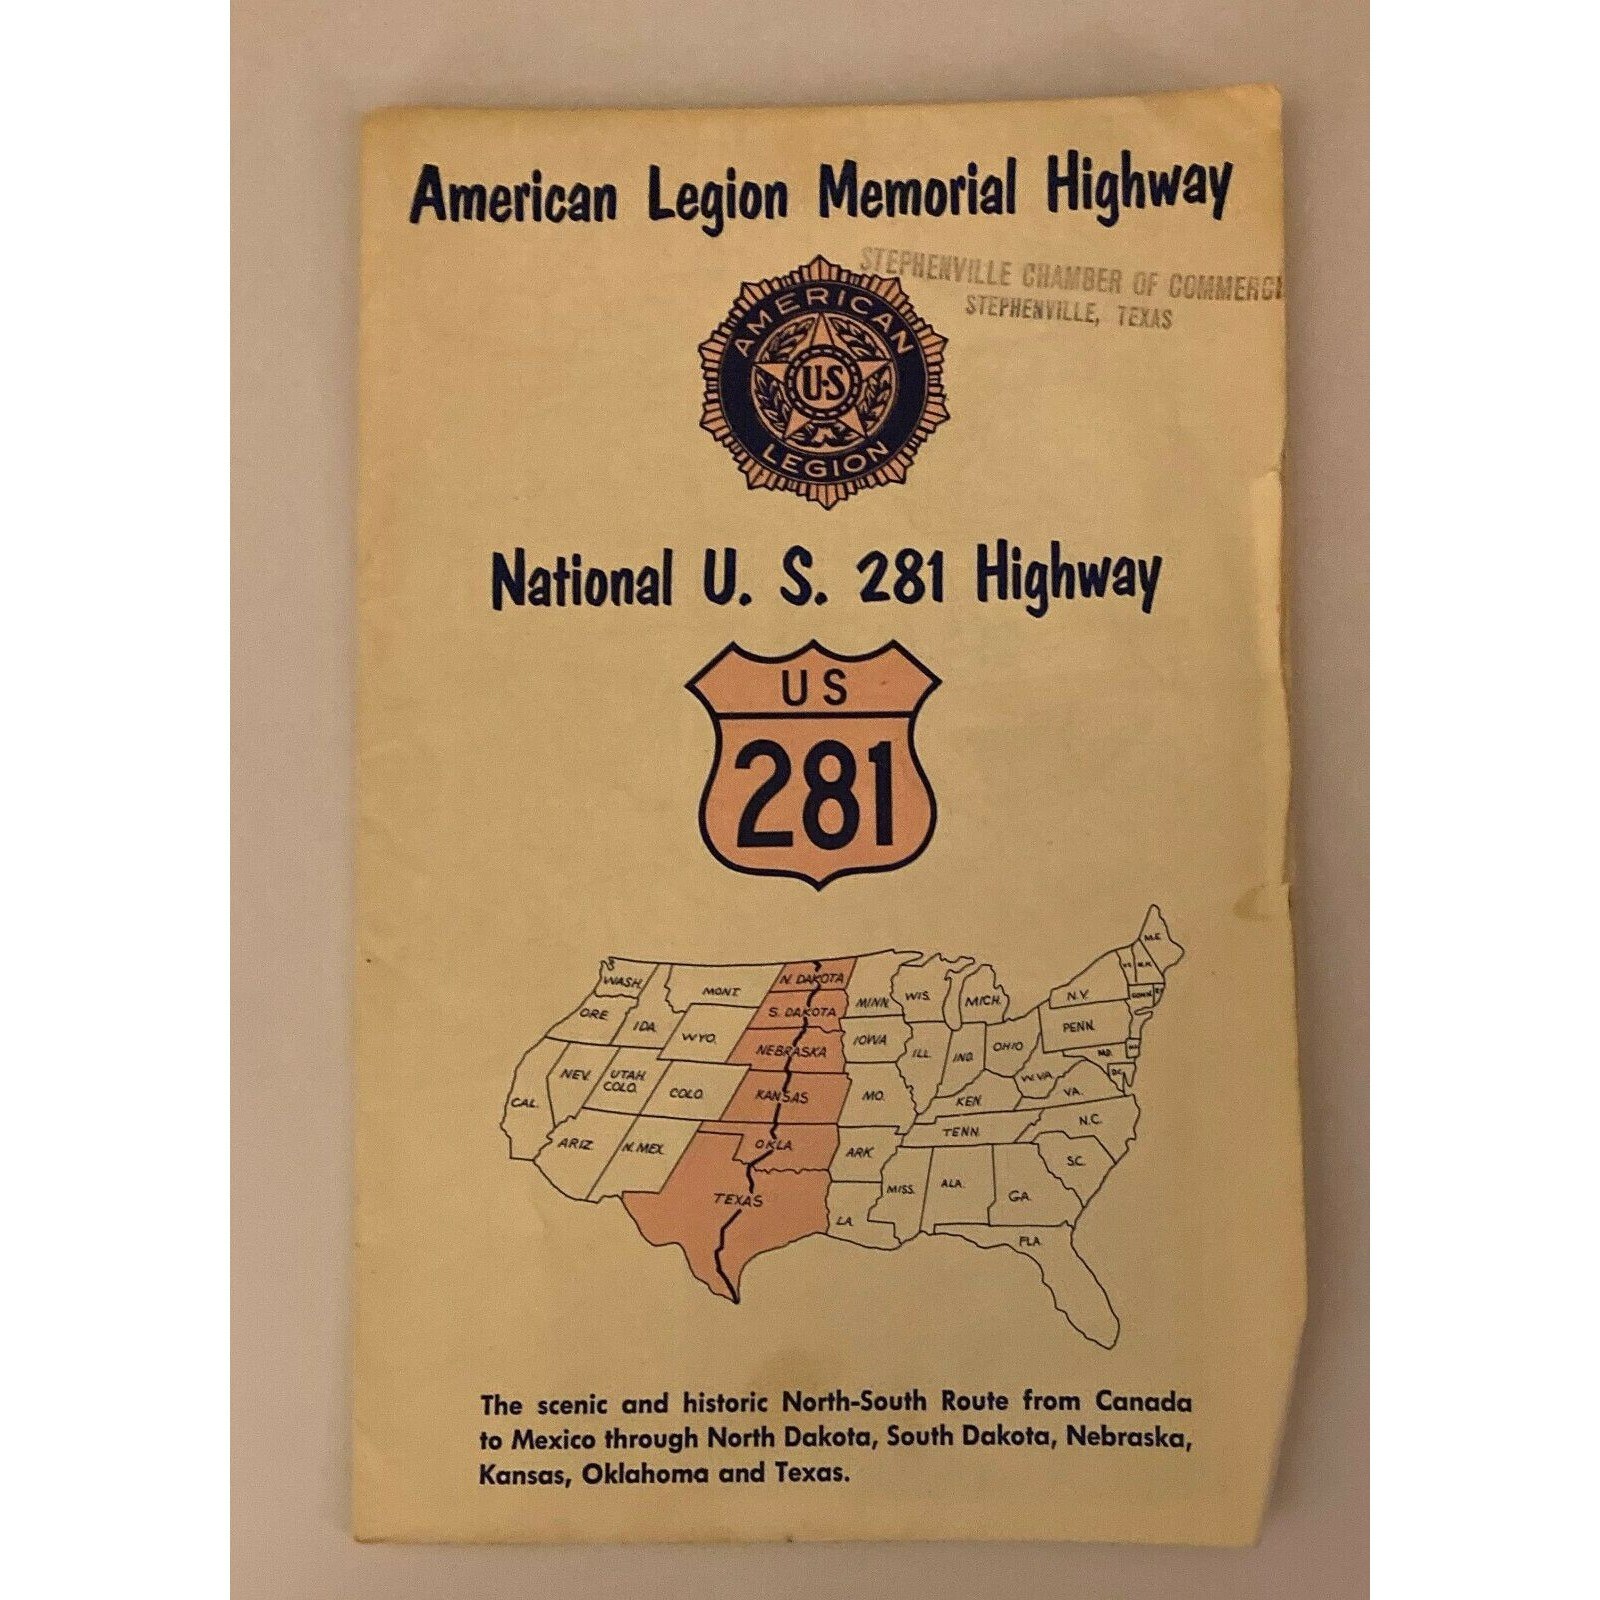 American Legion Memorial Highway
STEPHENVILLE CHAMBER OF COMMERCE
STEPHENVILLE, TEXAS
AMERICAN
U·S
LEGION
National U. S. 281 Highway
US
281
WASH.
MONT.
N. DAKOTA
MINN.
WIS.
MICH.
N.Y.
M.E.
ORE.
IDA.
WYO.
S. DAKOTA
IOWA
PENN.
CONN.
NEV.
UTAH
COLO.
COLO.
NEBRASKA
ILL.
IND.
OHIO
MD.
W.VA.
VA.
D.C.
CAL.
KANSAS
MO.
KEN.
ARIZ.
N. MEX.
OKLA.
ARK.
TENN.
N.C.
S.C.
TEXAS
LA.
MISS.
ALA.
GA.
FLA.
The scenic and historic North-South Route from Canada
to Mexico through North Dakota, South Dakota, Nebraska,
Kansas, Oklahoma and Texas.